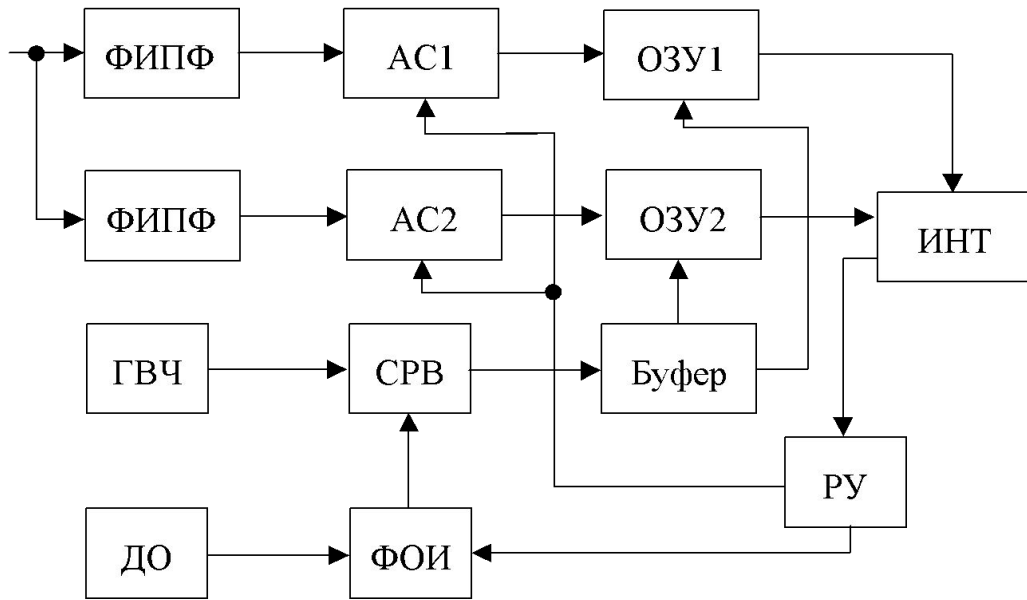 ФИПФ
АС1
ОЗУ1
ФИПФ
АС2
ОЗУ2
ИНТ
ГВЧ
СРВ
Буфер
РУ
ДО
ФОИ